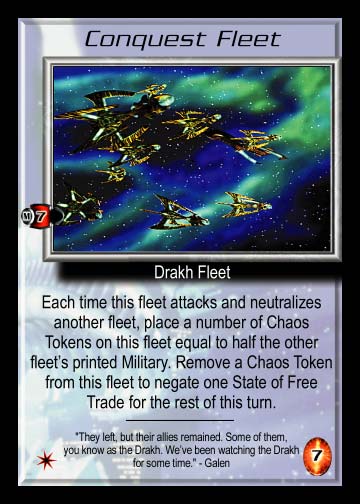 Conquest Fleet
M 7
Drakh Fleet
Each time this fleet attacks and neutralizes
another fleet, place a number of Chaos
Tokens on this fleet equal to half the other
fleet's printed Military. Remove a Chaos Token
from this fleet to negate one State of Free
Trade for the rest of this turn.
"They left, but their allies remained. Some of them,
you know as the Drakh. We've been watching the Drakh
for some time." - Galen
7